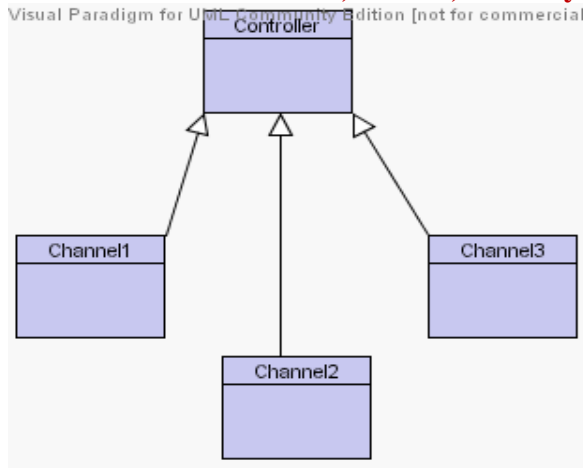 Visual Paradigm for UML Community Edition [not for commercial
Controller
Channel1
Channel3
Channel2